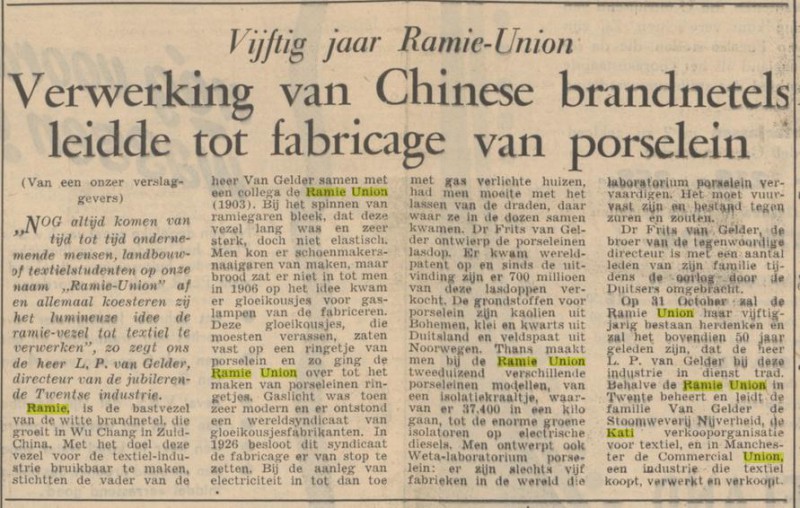 Vijftig jaar Ramie-Union
Verwerking van Chinese brandnetels
leidde tot fabricage van porselein
(Van een onzer verslag-
gevers)
„NOG altijd komen van
tijd tot tijd onderne-
mende mensen, landbouw-
of textielstudenten op onze
naam „Ramie-Union” af
en allemaal koesteren zij
het lumineuze idee de
ramie-vezel tot textiel te
verwerken”, zo zegt ons
de heer L. P. van Gelder,
directeur van de jubileren-
de Twentse industrie.
Ramie, is de bastvezel
van de witte brandnetel, die
groeit in Wu Chang in Zuid-
China. Met het doel deze
vezel voor de textiel-indu-
strie bruikbaar te maken,
stichtten de vader van de
heer Van Gelder samen met
een collega de Ramie Union
(1903). Bij het spinnen van
ramiegaren bleek, dat deze
vezel lang was en zeer
sterk, doch niet elastisch.
Men kon er schoenmakers-
naaigaren van maken, maar
brood zat er niet in tot men
in 1906 op het idee kwam
er gloeikousjes voor gas-
lampen van de fabriceren.
Deze gloeikousjes, die
moesten verassen, zaten
vast op een ringetje van
porselein en zo ging de
Ramie Union over tot het
maken van porseleinen rin-
getjes. Gaslicht was toen
zeer modern en er ontstond
een wereldsyndicaat van
gloeikousjesfabrikanten. In
1926 besloot dit syndicaat
de fabricage er van stop te
zetten. Bij de aanleg van
electriciteit in tot dan toe
met gas verlichte huizen,
had men moeite met het
lassen van de draden, daar
waar ze in de dozen samen
kwamen. Dr Frits van Gel-
der ontwierp de porseleinen
lasdop. Er kwam wereld-
patent op en sinds de uit-
vinding zijn er 700 millioen
van deze lasdoppen ver-
kocht. De grondstoffen voor
porselein zijn kaolien uit
Bohemen, klei en kwarts uit
Duitsland en veldspaat uit
Noorwegen. Thans maakt
men bij de Ramie Union
tweeduizend verschillende
porseleinen modellen, van
een isolatiekraaltje, waar-
van er 37.400 in een kilo
gaan, tot de enorme groene
isolatoren op electrische
diesels. Men ontwerpt ook
Weta-laboratorium porse-
lein: er zijn slechts vijf
fabrieken in de wereld die
laboratorium porselein ver-
vaardigen. Het moet vuur-
vast zijn en bestand tegen
zuren en zouten.
Dr Frits van Gelder, de
broer van de tegenwoordige
directeur is met een aantal
leden van zijn familie tij-
dens de oorlog door de
Duitsers omgebracht.
Op 31 October zal de
Ramie Union haar vijftig-
jarig bestaan herdenken en
zal het bovendien 50 jaar
geleden zijn, dat de heer
L. P. van Gelder bij deze
industrie in dienst trad.
Behalve de Ramie Union in
Twente beheert en leidt de
familie Van Gelder de
Stoomweverij Nijverheid, de
Kati verkooporganisatie
voor textiel, en in Manches-
ter de Commercial Union,
een industrie die textiel
koopt, verwerkt en verkoopt.